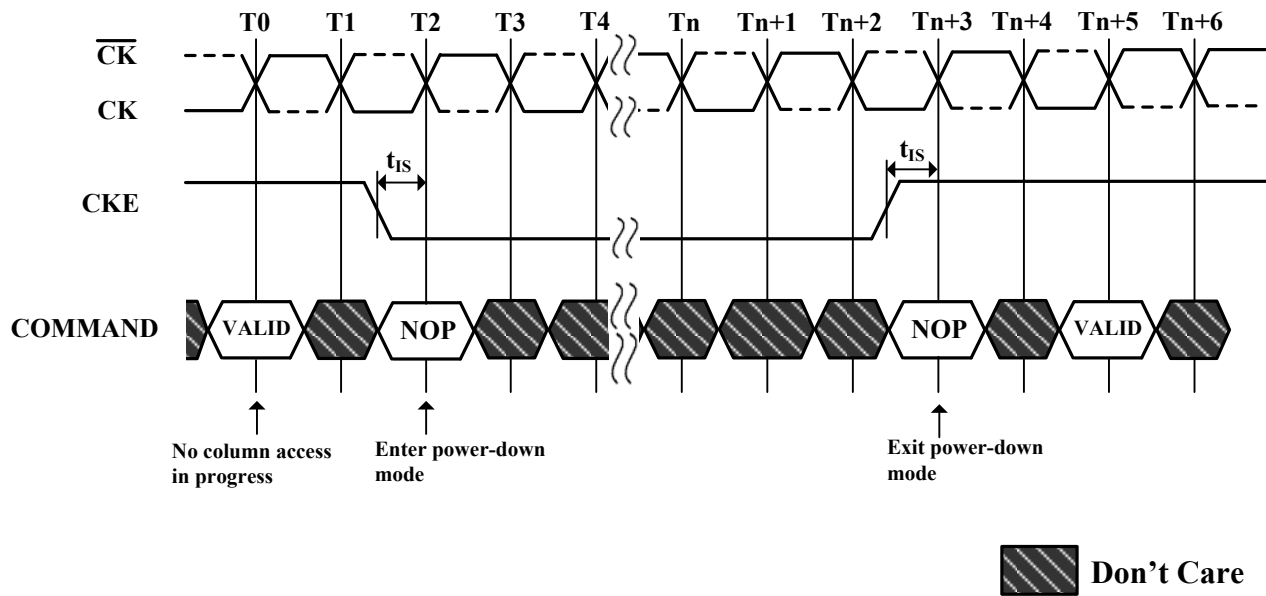 T0 T1 T2 T3 T4 Tn Tn+1 Tn+2 Tn+3 Tn+4 Tn+5 Tn+6
CK
CK
tIS tIS
CKE
COMMAND VALID NOP NOP VALID
No column access
in progress
Enter power-down
mode
Exit power-down
mode
Don't Care